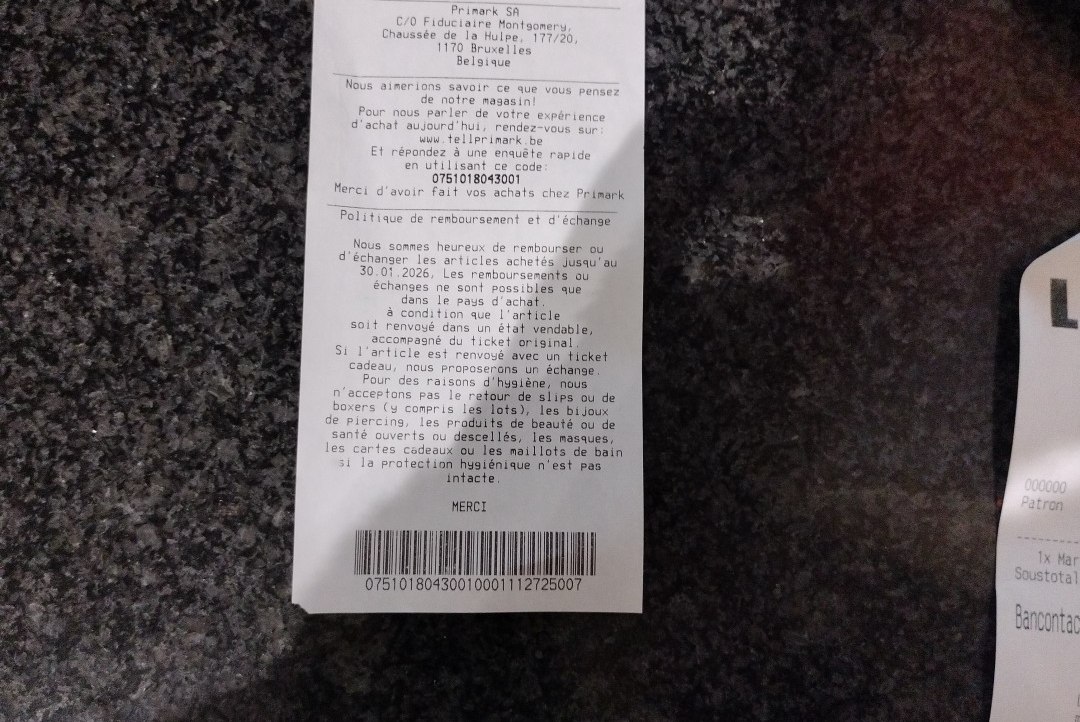 Primark SA
C/O Fiduciaire Montgomery,
Chaussée de la Hulpe, 177/20,
1170 Bruxelles
Belgique
Nous aimerions savoir ce que vous pensez
de notre magasin!
Pour nous parler de votre expérience
d'achat aujourd'hui, rendez-vous sur:
www.tellprimark.be
Et répondez à une enquête rapide
en utilisant ce code:
0751018043001
Merci d'avoir fait vos achats chez Primark
Politique de remboursement et d'échange
Nous sommes heureux de rembourser ou
d'échanger les articles achetés jusqu'au
30.01.2026, Les remboursements ou
échanges ne sont possibles que
dans le pays d'achat.
à condition que l'article
soit renvoyé dans un état vendable,
accompagné du ticket original.
Si l'article est renvoyé avec un ticket
cadeau, nous proposerons un échange.
Pour des raisons d'hygiène, nous
n'acceptons pas le retour de slips ou de
boxers (y compris les lots), les bijoux
de piercing, les produits de beauté ou de
santé ouverts ou descellés, les masques,
les cartes cadeaux ou les maillots de bain
si la protection hygiénique n'est pas
intacte.
MERCI
07510180430010001112725007
L
000000
Patron
1x Mar
Soustotal
Bancontac